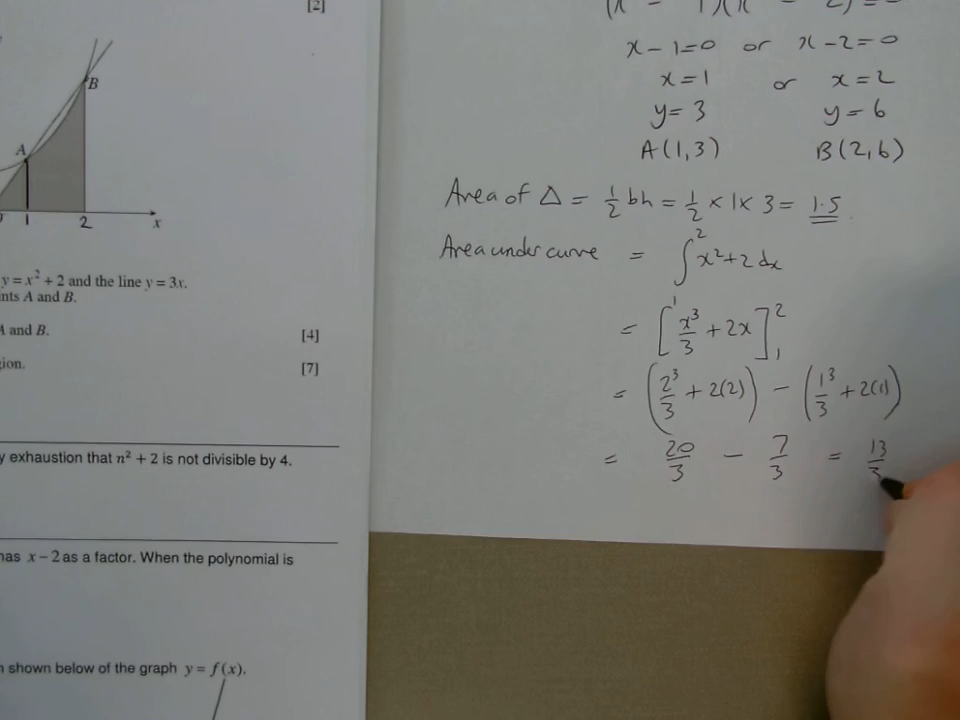 [2]
B
A
1 2 x
y = x² + 2 and the line y = 3x.
nts A and B.
A and B. [4]
ion. [7]
y exhaustion that n² + 2 is not divisible by 4.
has x − 2 as a factor. When the polynomial is
n shown below of the graph y = f(x).
x − 1 = 0 or x − 2 = 0
x = 1 or x = 2
y = 3 y = 6
A(1,3) B(2,6)
Area of △ = ½bh = ½ × 1 × 3 = 1·5
Area under curve = ∫₁² x² + 2 dx
= [x³/3 + 2x]₁²
= (2³/3 + 2(2)) − (1³/3 + 2(1))
= 20/3 − 7/3 = 13/3